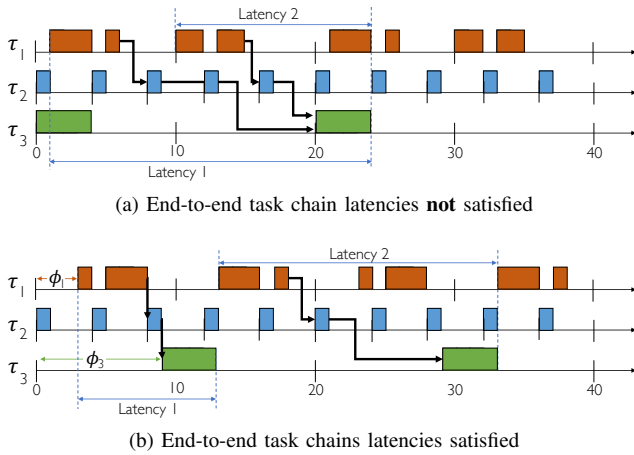 Latency 2
τ1
τ2
τ3
0 10 20 30 40
Latency 1
(a) End-to-end task chain latencies not satisfied
Latency 2
τ1 ϕ1
τ2
τ3 ϕ3
0 10 20 30 40
Latency 1
(b) End-to-end task chains latencies satisfied